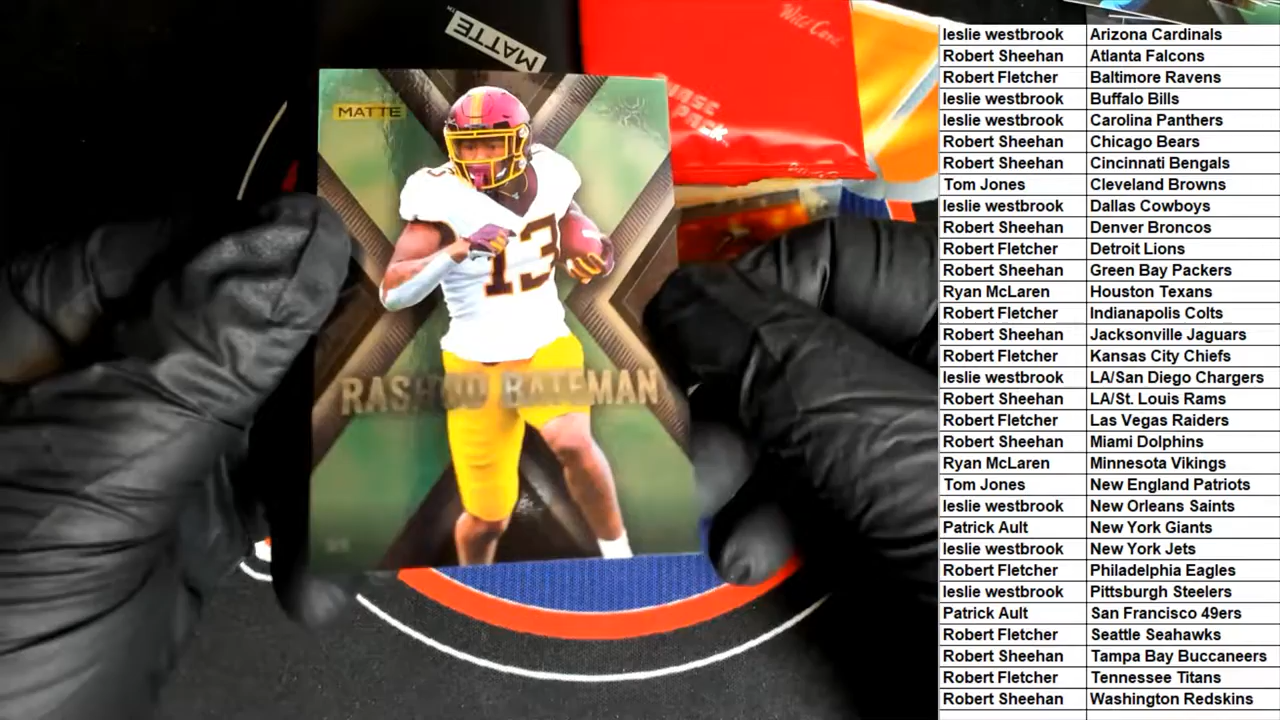 MATTE
Wild Card
MATTE
13
RASHOD BATEMAN
leslie westbrook Arizona Cardinals
Robert Sheehan Atlanta Falcons
Robert Fletcher Baltimore Ravens
leslie westbrook Buffalo Bills
leslie westbrook Carolina Panthers
Robert Sheehan Chicago Bears
Robert Sheehan Cincinnati Bengals
Tom Jones Cleveland Browns
leslie westbrook Dallas Cowboys
Robert Sheehan Denver Broncos
Robert Fletcher Detroit Lions
Robert Sheehan Green Bay Packers
Ryan McLaren Houston Texans
Robert Fletcher Indianapolis Colts
Robert Sheehan Jacksonville Jaguars
Robert Fletcher Kansas City Chiefs
leslie westbrook LA/San Diego Chargers
Robert Sheehan LA/St. Louis Rams
Robert Fletcher Las Vegas Raiders
Robert Sheehan Miami Dolphins
Ryan McLaren Minnesota Vikings
Tom Jones New England Patriots
leslie westbrook New Orleans Saints
Patrick Ault New York Giants
leslie westbrook New York Jets
Robert Fletcher Philadelphia Eagles
leslie westbrook Pittsburgh Steelers
Patrick Ault San Francisco 49ers
Robert Fletcher Seattle Seahawks
Robert Sheehan Tampa Bay Buccaneers
Robert Fletcher Tennessee Titans
Robert Sheehan Washington Redskins